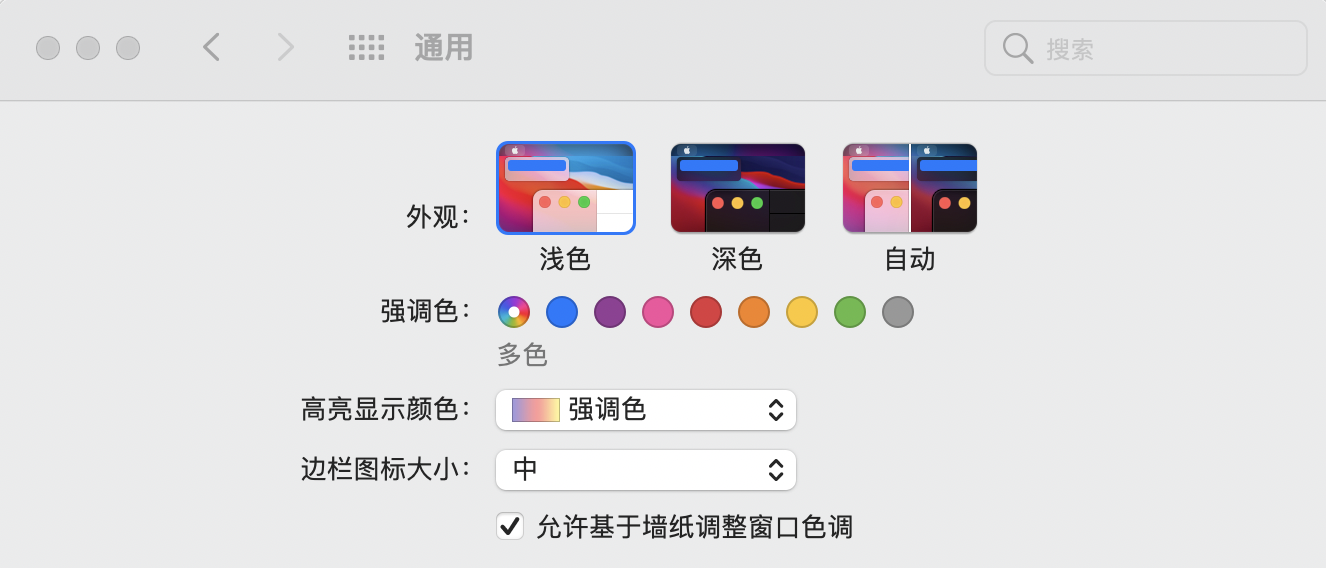 通用
搜索
外观：
浅色 深色 自动
强调色：
多色
高亮显示颜色： 强调色
边栏图标大小： 中
允许基于墙纸调整窗口色调